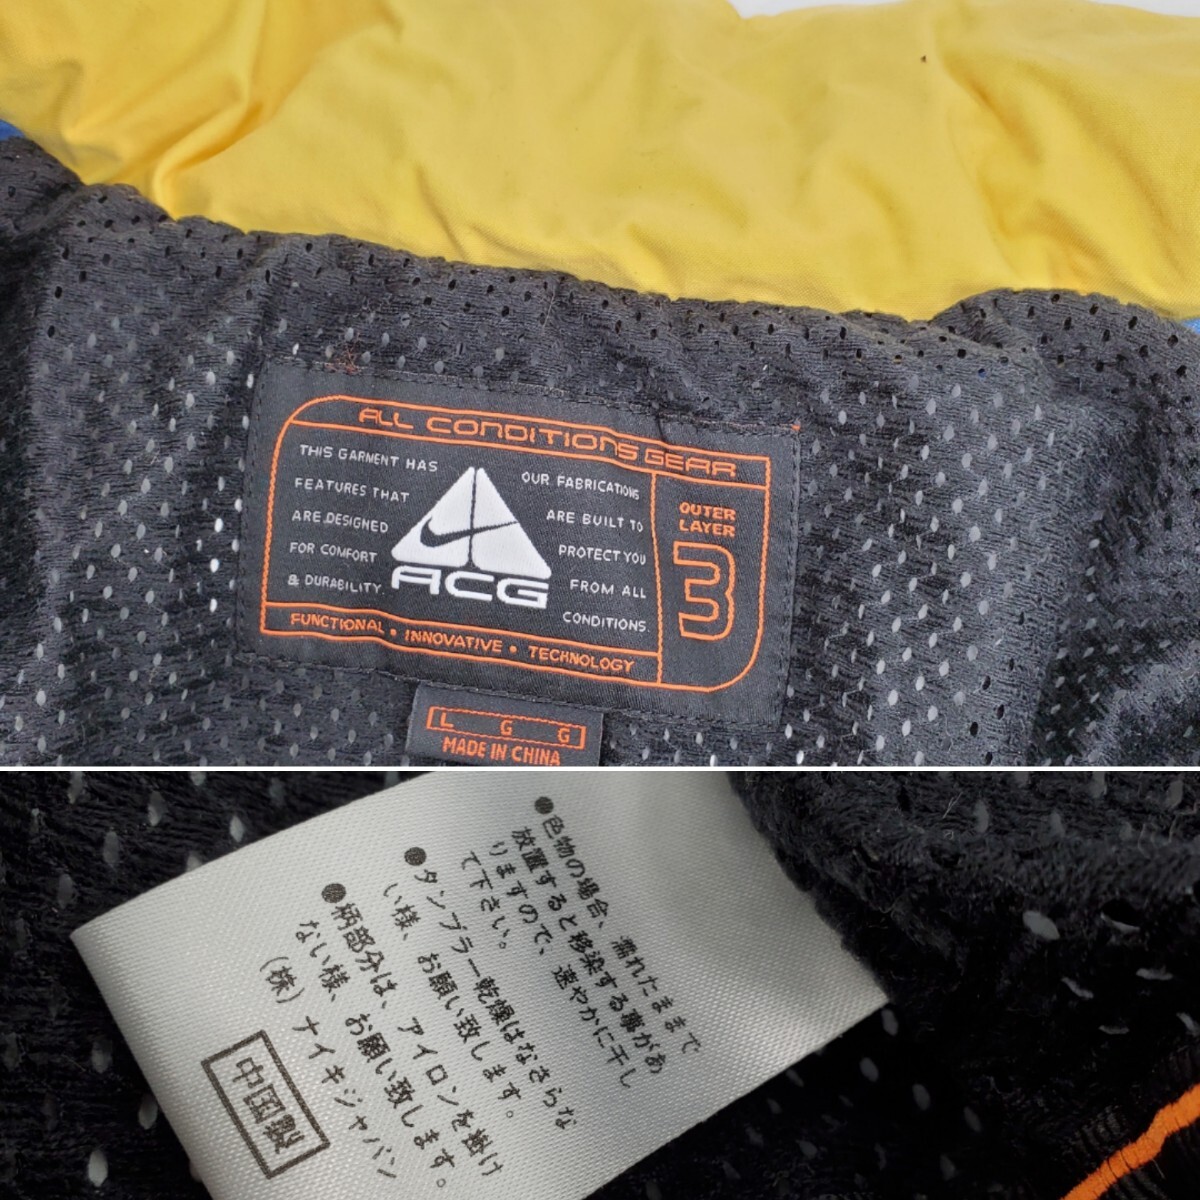 ALL CONDITIONS GEAR
THIS GARMENT HAS
FEATURES THAT
ARE DESIGNED
FOR COMFORT
& DURABILITY.
ACG
OUR FABRICATIONS
ARE BUILT TO
PROTECT YOU
FROM ALL
CONDITIONS.
OUTER
LAYER
3
FUNCTIONAL • INNOVATIVE • TECHNOLOGY
L G G
MADE IN CHINA
●色物の場合、濡れたままで
放置すると移染する事があ
りますので、速やかに干し
て下さい。
●タンブラー乾燥はなさらな
い様、お願い致します。
●柄部分は、アイロンを掛け
ない様、お願い致します。
(株)ナイキジャパン
中国製